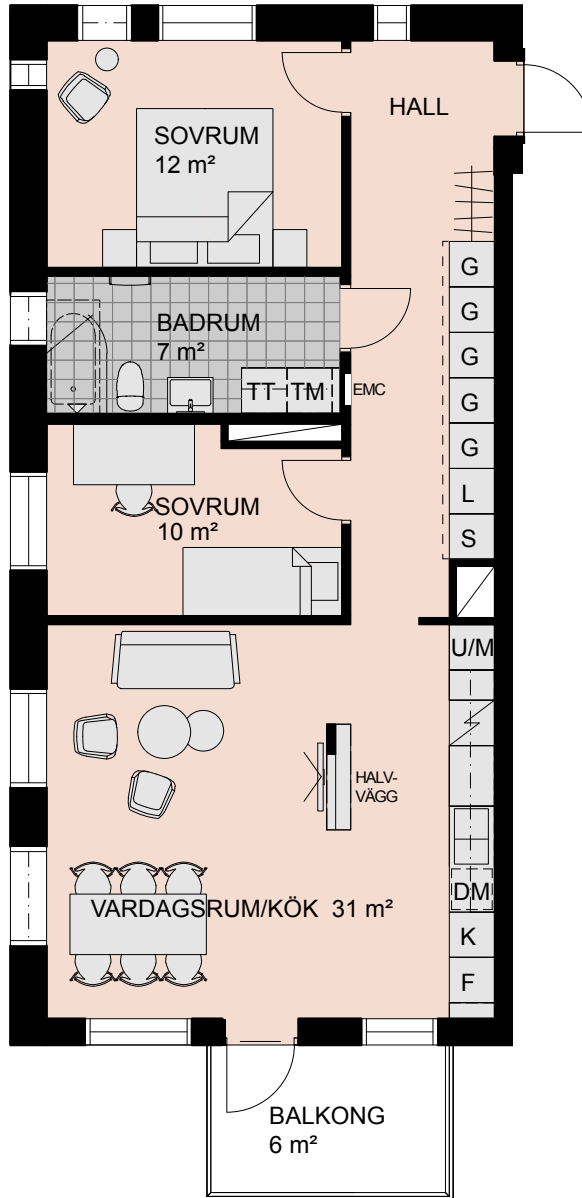 HALL
SOVRUM
12 m²
G
G
G
G
G
L
S
BADRUM
7 m²
TT
TM
EMC
SOVRUM
10 m²
U/M
HALV-
VÄGG
DM
VARDAGSRUM/KÖK 31 m²
K
F
BALKONG
6 m²